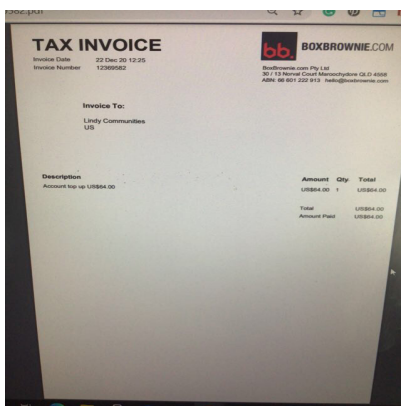 582.pdf
TAX INVOICE
Invoice Date 22 Dec 20 12:25
Invoice Number 12369582
bb. BOXBROWNIE.COM
BoxBrownie.com Pty Ltd
30 / 13 Norval Court Maroochydore QLD 4558
ABN: 66 601 222 913 hello@boxbrownie.com
Invoice To:
Lindy Communities
US
Description Amount Qty Total
Account top up US$64.00 US$64.00 1 US$64.00
Total US$64.00
Amount Paid US$64.00